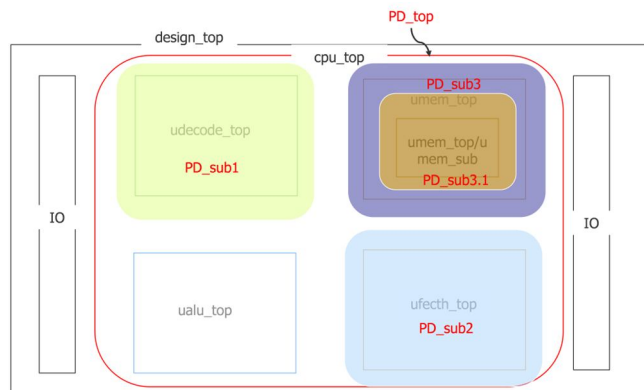 PD_top
design_top
cpu_top
PD_sub3
umem_top
udecode_top
umem_top/u
mem_sub
PD_sub1
PD_sub3.1
IO
IO
ualu_top
ufecth_top
PD_sub2